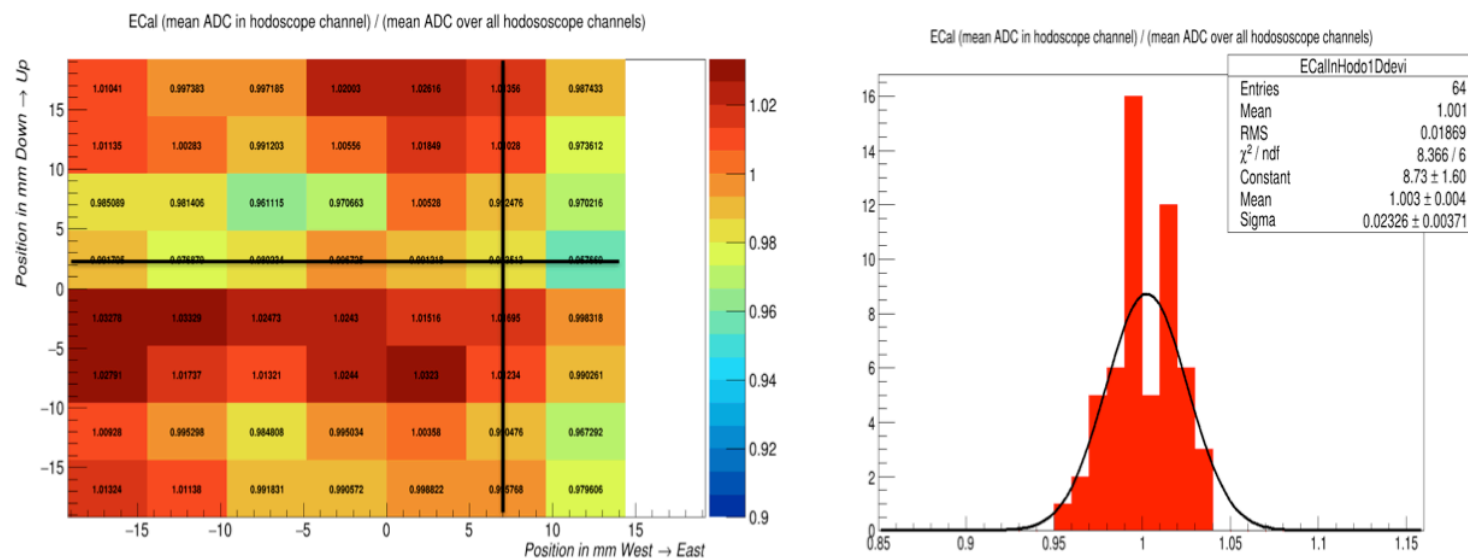 ECal (mean ADC in hodoscope channel) / (mean ADC over all hodososcope channels)
Position in mm Down → Up
15
10
5
0
−5
−10
−15
1.01041 0.997383 0.997185 1.02003 1.02616 0.987433
1.01135 1.00283 0.991203 1.00556 1.01849 0.973612
0.985089 0.981406 0.961115 0.970663 1.00528 0.970216
1.03276 1.03329 1.02473 1.0243 1.01516 0.998318
1.02791 1.01737 1.01321 1.0244 1.0323 0.990261
1.00928 0.995298 0.984808 0.995034 1.00358 0.967292
1.01324 1.01138 0.991831 0.990572 0.996822 0.979606
−15 −10 −5 0 5 10 15
Position in mm West → East
1.02
1
0.98
0.96
0.94
0.92
0.9
ECal (mean ADC in hodoscope channel) / (mean ADC over all hodososcope channels)
ECalInHodo1Ddevi
Entries 64
Mean 1.001
RMS 0.01869
χ² / ndf 8.366 / 6
Constant 8.73 ± 1.60
Mean 1.003 ± 0.004
Sigma 0.02326 ± 0.00371
16
14
12
10
8
6
4
2
0
0.85 0.9 0.95 1 1.05 1.1 1.15